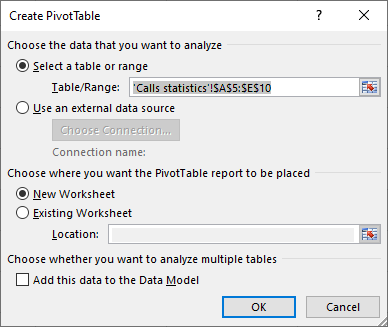 Create PivotTable
Choose the data that you want to analyze
Select a table or range
Table/Range: 'Calls statistics'!$A$5:$E$10
Use an external data source
Choose Connection...
Connection name:
Choose where you want the PivotTable report to be placed
New Worksheet
Existing Worksheet
Location:
Choose whether you want to analyze multiple tables
Add this data to the Data Model
OK Cancel